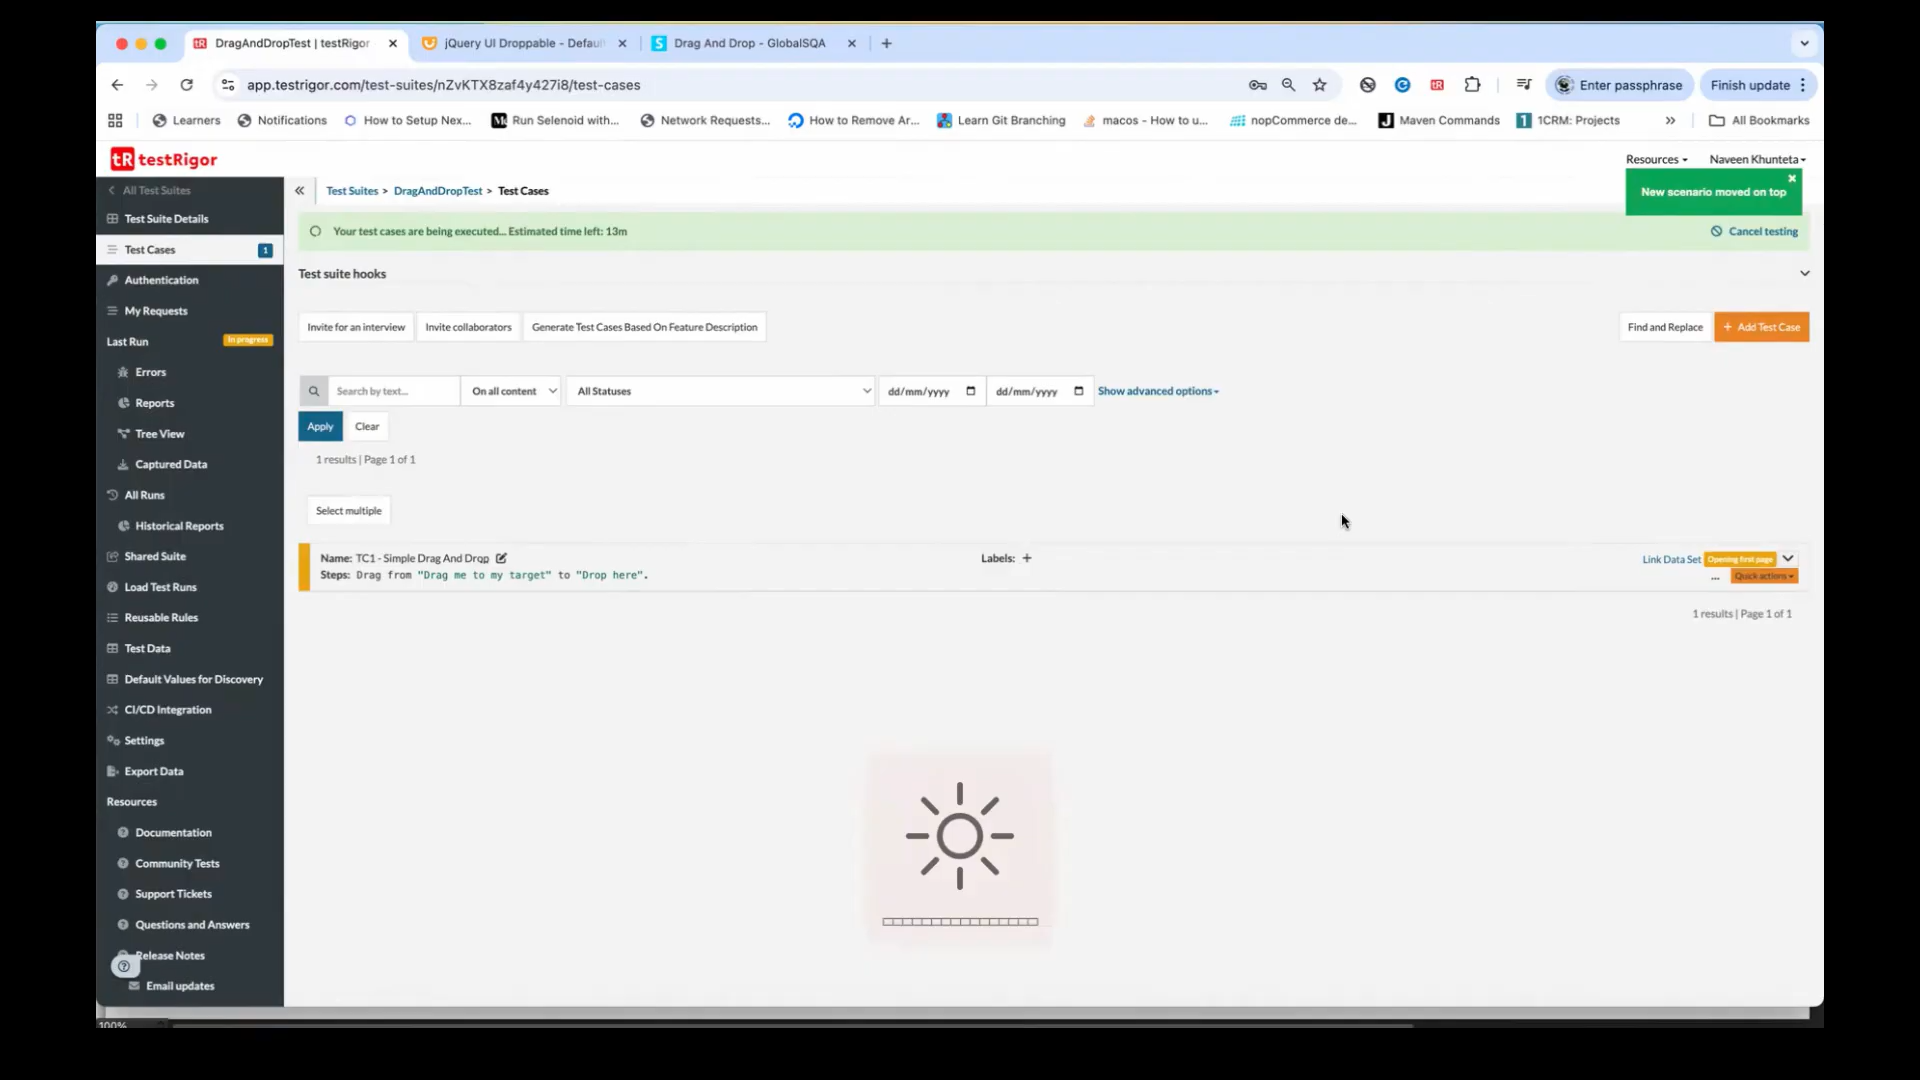 DragAndDropTest | testRigor
jQuery UI Droppable - Defaul
Drag And Drop - GlobalSQA
app.testrigor.com/test-suites/nZvKTX8zaf4y427i8/test-cases
Enter passphrase
Finish update
Learners
Notifications
How to Setup Nex...
Run Selenoid with...
Network Requests...
How to Remove Ar...
Learn Git Branching
macos - How to u...
nopCommerce de...
Maven Commands
1CRM: Projects
»
All Bookmarks
tR testRigor
Resources
Naveen Khunteta
New scenario moved on top
All Test Suites
Test Suite Details
Test Cases 1
Authentication
My Requests
Last Run In progress
Errors
Reports
Tree View
Captured Data
All Runs
Historical Reports
Shared Suite
Load Test Runs
Reusable Rules
Test Data
Default Values for Discovery
CI/CD Integration
Settings
Export Data
Resources
Documentation
Community Tests
Support Tickets
Questions and Answers
Release Notes
Email updates
Test Suites > DragAndDropTest > Test Cases
Your test cases are being executed... Estimated time left: 13m
Cancel testing
Test suite hooks
Invite for an interview
Invite collaborators
Generate Test Cases Based On Feature Description
Find and Replace
+ Add Test Case
Search by text...
On all content
All Statuses
dd/mm/yyyy
dd/mm/yyyy
Show advanced options
Apply
Clear
1 results | Page 1 of 1
Select multiple
Name: TC1 - Simple Drag And Drop
Labels: +
Link Data Set
Opening first page
Steps: Drag from "Drag me to my target" to "Drop here".
...
Quick actions
1 results | Page 1 of 1
100%